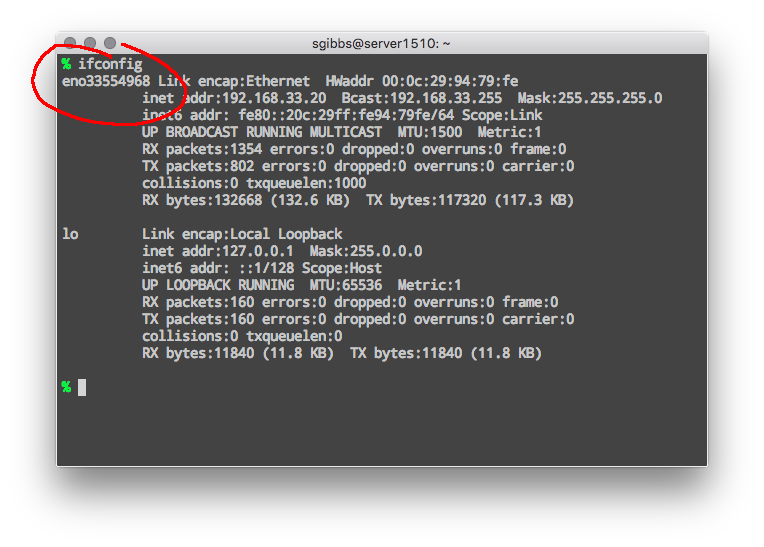 sgibbs@server1510: ~
% ifconfig
eno33554968 Link encap:Ethernet  HWaddr 00:0c:29:94:79:fe
          inet addr:192.168.33.20  Bcast:192.168.33.255  Mask:255.255.255.0
          inet6 addr: fe80::20c:29ff:fe94:79fe/64 Scope:Link
          UP BROADCAST RUNNING MULTICAST  MTU:1500  Metric:1
          RX packets:1354 errors:0 dropped:0 overruns:0 frame:0
          TX packets:802 errors:0 dropped:0 overruns:0 carrier:0
          collisions:0 txqueuelen:1000
          RX bytes:132668 (132.6 KB)  TX bytes:117320 (117.3 KB)

lo        Link encap:Local Loopback
          inet addr:127.0.0.1  Mask:255.0.0.0
          inet6 addr: ::1/128 Scope:Host
          UP LOOPBACK RUNNING  MTU:65536  Metric:1
          RX packets:160 errors:0 dropped:0 overruns:0 frame:0
          TX packets:160 errors:0 dropped:0 overruns:0 carrier:0
          collisions:0 txqueuelen:0
          RX bytes:11840 (11.8 KB)  TX bytes:11840 (11.8 KB)

%